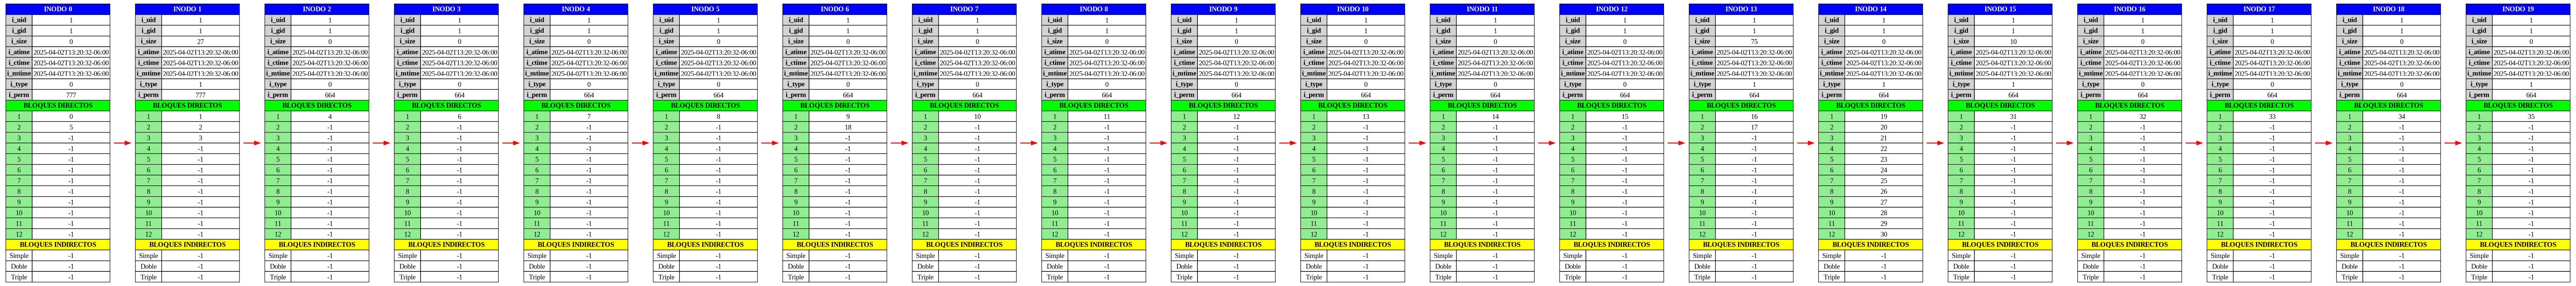 INODO 0
i_uid 1
i_gid 1
i_size 0
i_atime 2025-04-02T13:20:32-06:00
i_ctime 2025-04-02T13:20:32-06:00
i_mtime 2025-04-02T13:20:32-06:00
i_type 0
i_perm 777
BLOQUES DIRECTOS
1 0
2 5
3 -1
4 -1
5 -1
6 -1
7 -1
8 -1
9 -1
10 -1
11 -1
12 -1
BLOQUES INDIRECTOS
Simple -1
Doble -1
Triple -1
INODO 1
i_uid 1
i_gid 1
i_size 27
i_atime 2025-04-02T13:20:32-06:00
i_ctime 2025-04-02T13:20:32-06:00
i_mtime 2025-04-02T13:20:32-06:00
i_type 1
i_perm 777
BLOQUES DIRECTOS
1 1
2 2
3 3
4 -1
5 -1
6 -1
7 -1
8 -1
9 -1
10 -1
11 -1
12 -1
BLOQUES INDIRECTOS
Simple -1
Doble -1
Triple -1
INODO 2
i_uid 1
i_gid 1
i_size 0
i_atime 2025-04-02T13:20:32-06:00
i_ctime 2025-04-02T13:20:32-06:00
i_mtime 2025-04-02T13:20:32-06:00
i_type 0
i_perm 664
BLOQUES DIRECTOS
1 4
2 -1
3 -1
4 -1
5 -1
6 -1
7 -1
8 -1
9 -1
10 -1
11 -1
12 -1
BLOQUES INDIRECTOS
Simple -1
Doble -1
Triple -1
INODO 3
i_uid 1
i_gid 1
i_size 0
i_atime 2025-04-02T13:20:32-06:00
i_ctime 2025-04-02T13:20:32-06:00
i_mtime 2025-04-02T13:20:32-06:00
i_type 0
i_perm 664
BLOQUES DIRECTOS
1 6
2 -1
3 -1
4 -1
5 -1
6 -1
7 -1
8 -1
9 -1
10 -1
11 -1
12 -1
BLOQUES INDIRECTOS
Simple -1
Doble -1
Triple -1
INODO 4
i_uid 1
i_gid 1
i_size 0
i_atime 2025-04-02T13:20:32-06:00
i_ctime 2025-04-02T13:20:32-06:00
i_mtime 2025-04-02T13:20:32-06:00
i_type 0
i_perm 664
BLOQUES DIRECTOS
1 7
2 -1
3 -1
4 -1
5 -1
6 -1
7 -1
8 -1
9 -1
10 -1
11 -1
12 -1
BLOQUES INDIRECTOS
Simple -1
Doble -1
Triple -1
INODO 5
i_uid 1
i_gid 1
i_size 0
i_atime 2025-04-02T13:20:32-06:00
i_ctime 2025-04-02T13:20:32-06:00
i_mtime 2025-04-02T13:20:32-06:00
i_type 0
i_perm 664
BLOQUES DIRECTOS
1 8
2 -1
3 -1
4 -1
5 -1
6 -1
7 -1
8 -1
9 -1
10 -1
11 -1
12 -1
BLOQUES INDIRECTOS
Simple -1
Doble -1
Triple -1
INODO 6
i_uid 1
i_gid 1
i_size 0
i_atime 2025-04-02T13:20:32-06:00
i_ctime 2025-04-02T13:20:32-06:00
i_mtime 2025-04-02T13:20:32-06:00
i_type 0
i_perm 664
BLOQUES DIRECTOS
1 9
2 18
3 -1
4 -1
5 -1
6 -1
7 -1
8 -1
9 -1
10 -1
11 -1
12 -1
BLOQUES INDIRECTOS
Simple -1
Doble -1
Triple -1
INODO 7
i_uid 1
i_gid 1
i_size 0
i_atime 2025-04-02T13:20:32-06:00
i_ctime 2025-04-02T13:20:32-06:00
i_mtime 2025-04-02T13:20:32-06:00
i_type 0
i_perm 664
BLOQUES DIRECTOS
1 10
2 -1
3 -1
4 -1
5 -1
6 -1
7 -1
8 -1
9 -1
10 -1
11 -1
12 -1
BLOQUES INDIRECTOS
Simple -1
Doble -1
Triple -1
INODO 8
i_uid 1
i_gid 1
i_size 0
i_atime 2025-04-02T13:20:32-06:00
i_ctime 2025-04-02T13:20:32-06:00
i_mtime 2025-04-02T13:20:32-06:00
i_type 0
i_perm 664
BLOQUES DIRECTOS
1 11
2 -1
3 -1
4 -1
5 -1
6 -1
7 -1
8 -1
9 -1
10 -1
11 -1
12 -1
BLOQUES INDIRECTOS
Simple -1
Doble -1
Triple -1
INODO 9
i_uid 1
i_gid 1
i_size 0
i_atime 2025-04-02T13:20:32-06:00
i_ctime 2025-04-02T13:20:32-06:00
i_mtime 2025-04-02T13:20:32-06:00
i_type 0
i_perm 664
BLOQUES DIRECTOS
1 12
2 -1
3 -1
4 -1
5 -1
6 -1
7 -1
8 -1
9 -1
10 -1
11 -1
12 -1
BLOQUES INDIRECTOS
Simple -1
Doble -1
Triple -1
INODO 10
i_uid 1
i_gid 1
i_size 0
i_atime 2025-04-02T13:20:32-06:00
i_ctime 2025-04-02T13:20:32-06:00
i_mtime 2025-04-02T13:20:32-06:00
i_type 0
i_perm 664
BLOQUES DIRECTOS
1 13
2 -1
3 -1
4 -1
5 -1
6 -1
7 -1
8 -1
9 -1
10 -1
11 -1
12 -1
BLOQUES INDIRECTOS
Simple -1
Doble -1
Triple -1
INODO 11
i_uid 1
i_gid 1
i_size 0
i_atime 2025-04-02T13:20:32-06:00
i_ctime 2025-04-02T13:20:32-06:00
i_mtime 2025-04-02T13:20:32-06:00
i_type 0
i_perm 664
BLOQUES DIRECTOS
1 14
2 -1
3 -1
4 -1
5 -1
6 -1
7 -1
8 -1
9 -1
10 -1
11 -1
12 -1
BLOQUES INDIRECTOS
Simple -1
Doble -1
Triple -1
INODO 12
i_uid 1
i_gid 1
i_size 0
i_atime 2025-04-02T13:20:32-06:00
i_ctime 2025-04-02T13:20:32-06:00
i_mtime 2025-04-02T13:20:32-06:00
i_type 0
i_perm 664
BLOQUES DIRECTOS
1 15
2 -1
3 -1
4 -1
5 -1
6 -1
7 -1
8 -1
9 -1
10 -1
11 -1
12 -1
BLOQUES INDIRECTOS
Simple -1
Doble -1
Triple -1
INODO 13
i_uid 1
i_gid 1
i_size 75
i_atime 2025-04-02T13:20:32-06:00
i_ctime 2025-04-02T13:20:32-06:00
i_mtime 2025-04-02T13:20:32-06:00
i_type 1
i_perm 664
BLOQUES DIRECTOS
1 16
2 17
3 -1
4 -1
5 -1
6 -1
7 -1
8 -1
9 -1
10 -1
11 -1
12 -1
BLOQUES INDIRECTOS
Simple -1
Doble -1
Triple -1
INODO 14
i_uid 1
i_gid 1
i_size 0
i_atime 2025-04-02T13:20:32-06:00
i_ctime 2025-04-02T13:20:32-06:00
i_mtime 2025-04-02T13:20:32-06:00
i_type 1
i_perm 664
BLOQUES DIRECTOS
1 19
2 20
3 21
4 22
5 23
6 24
7 25
8 26
9 27
10 28
11 29
12 30
BLOQUES INDIRECTOS
Simple -1
Doble -1
Triple -1
INODO 15
i_uid 1
i_gid 1
i_size 10
i_atime 2025-04-02T13:20:32-06:00
i_ctime 2025-04-02T13:20:32-06:00
i_mtime 2025-04-02T13:20:32-06:00
i_type 1
i_perm 664
BLOQUES DIRECTOS
1 31
2 -1
3 -1
4 -1
5 -1
6 -1
7 -1
8 -1
9 -1
10 -1
11 -1
12 -1
BLOQUES INDIRECTOS
Simple -1
Doble -1
Triple -1
INODO 16
i_uid 1
i_gid 1
i_size 0
i_atime 2025-04-02T13:20:32-06:00
i_ctime 2025-04-02T13:20:32-06:00
i_mtime 2025-04-02T13:20:32-06:00
i_type 0
i_perm 664
BLOQUES DIRECTOS
1 32
2 -1
3 -1
4 -1
5 -1
6 -1
7 -1
8 -1
9 -1
10 -1
11 -1
12 -1
BLOQUES INDIRECTOS
Simple -1
Doble -1
Triple -1
INODO 17
i_uid 1
i_gid 1
i_size 0
i_atime 2025-04-02T13:20:32-06:00
i_ctime 2025-04-02T13:20:32-06:00
i_mtime 2025-04-02T13:20:32-06:00
i_type 0
i_perm 664
BLOQUES DIRECTOS
1 33
2 -1
3 -1
4 -1
5 -1
6 -1
7 -1
8 -1
9 -1
10 -1
11 -1
12 -1
BLOQUES INDIRECTOS
Simple -1
Doble -1
Triple -1
INODO 18
i_uid 1
i_gid 1
i_size 0
i_atime 2025-04-02T13:20:32-06:00
i_ctime 2025-04-02T13:20:32-06:00
i_mtime 2025-04-02T13:20:32-06:00
i_type 0
i_perm 664
BLOQUES DIRECTOS
1 34
2 -1
3 -1
4 -1
5 -1
6 -1
7 -1
8 -1
9 -1
10 -1
11 -1
12 -1
BLOQUES INDIRECTOS
Simple -1
Doble -1
Triple -1
INODO 19
i_uid 1
i_gid 1
i_size 0
i_atime 2025-04-02T13:20:32-06:00
i_ctime 2025-04-02T13:20:32-06:00
i_mtime 2025-04-02T13:20:32-06:00
i_type 1
i_perm 664
BLOQUES DIRECTOS
1 35
2 -1
3 -1
4 -1
5 -1
6 -1
7 -1
8 -1
9 -1
10 -1
11 -1
12 -1
BLOQUES INDIRECTOS
Simple -1
Doble -1
Triple -1